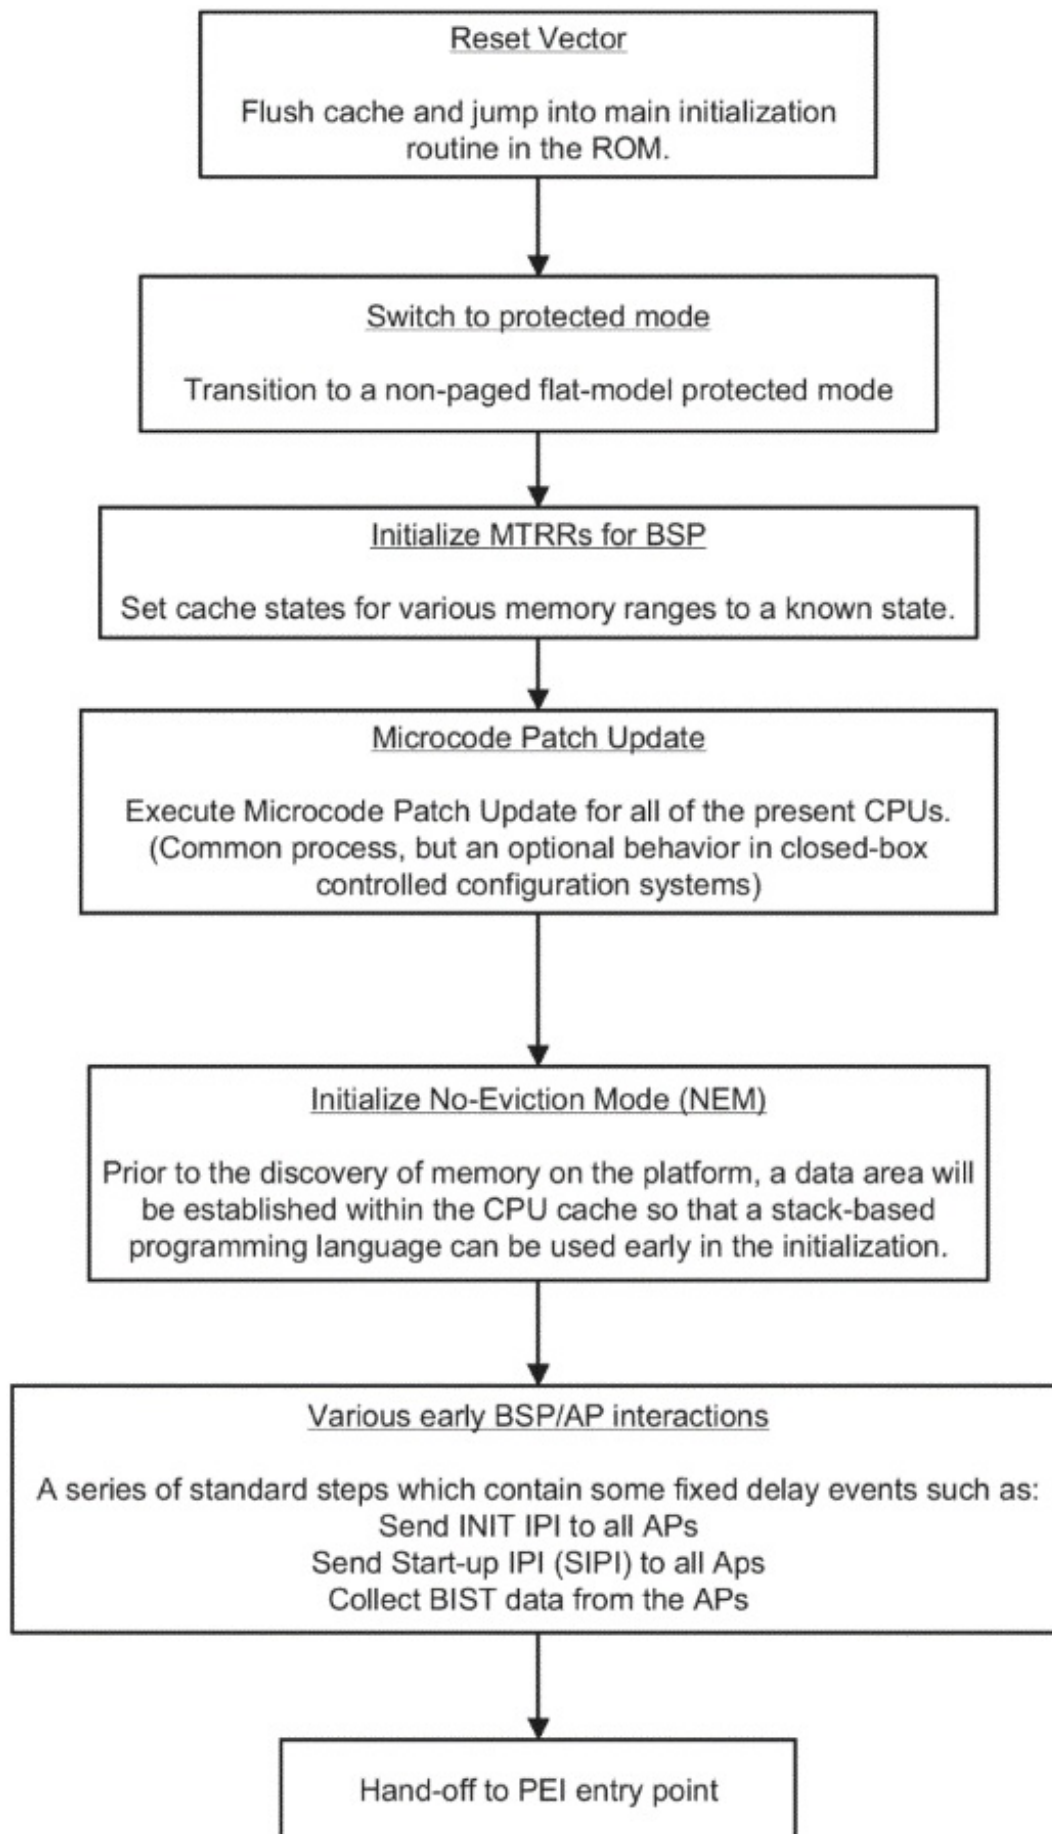 Reset Vector
Flush cache and jump into main initialization
routine in the ROM.
Switch to protected mode
Transition to a non-paged flat-model protected mode
Initialize MTRRs for BSP
Set cache states for various memory ranges to a known state.
Microcode Patch Update
Execute Microcode Patch Update for all of the present CPUs.
(Common process, but an optional behavior in closed-box
controlled configuration systems)
Initialize No-Eviction Mode (NEM)
Prior to the discovery of memory on the platform, a data area will
be established within the CPU cache so that a stack-based
programming language can be used early in the initialization.
Various early BSP/AP interactions
A series of standard steps which contain some fixed delay events such as:
Send INIT IPI to all APs
Send Start-up IPI (SIPI) to all Aps
Collect BIST data from the APs
Hand-off to PEI entry point